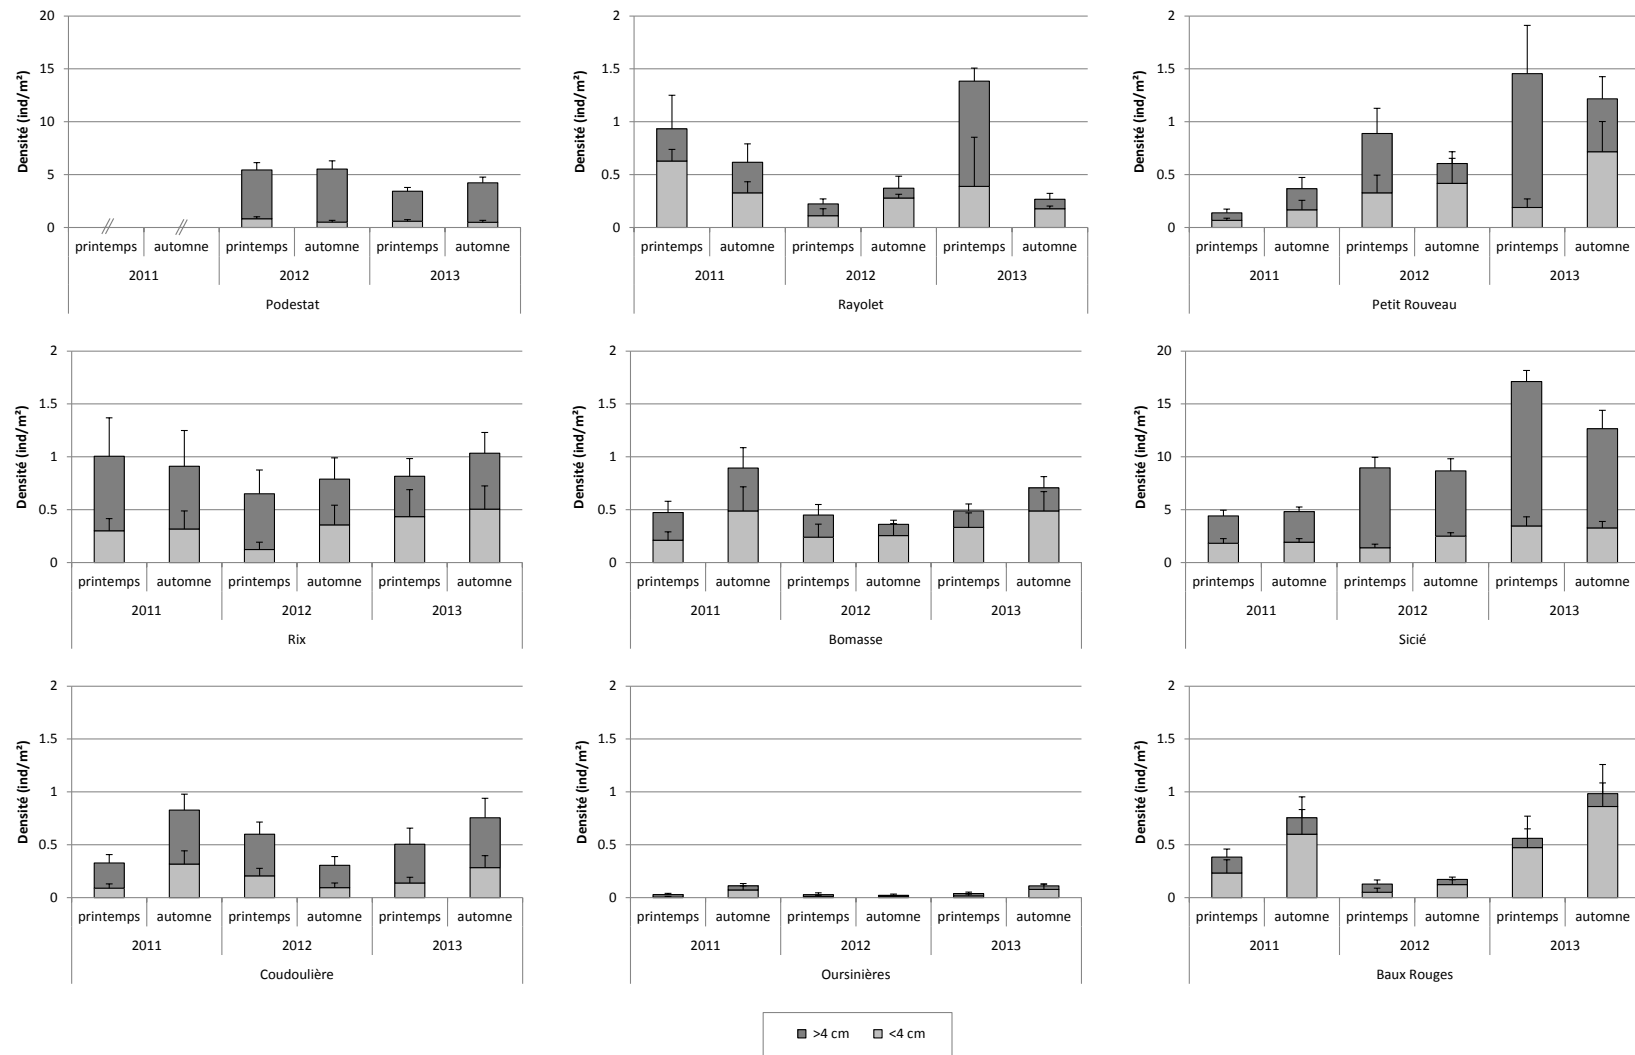 Densité (ind/m²)
20
15
10
5
0
printemps automne printemps automne printemps automne
2011 2012 2013
Podestat
Densité (ind/m²)
2
1.5
1
0.5
0
printemps automne printemps automne printemps automne
2011 2012 2013
Rayolet
Densité (ind/m²)
2
1.5
1
0.5
0
printemps automne printemps automne printemps automne
2011 2012 2013
Petit Rouveau
Densité (ind/m²)
2
1.5
1
0.5
0
printemps automne printemps automne printemps automne
2011 2012 2013
Rix
Densité (ind/m²)
2
1.5
1
0.5
0
printemps automne printemps automne printemps automne
2011 2012 2013
Bomasse
Densité (ind/m²)
20
15
10
5
0
printemps automne printemps automne printemps automne
2011 2012 2013
Sicié
Densité (ind/m²)
2
1.5
1
0.5
0
printemps automne printemps automne printemps automne
2011 2012 2013
Coudoulière
Densité (ind/m²)
2
1.5
1
0.5
0
printemps automne printemps automne printemps automne
2011 2012 2013
Oursinières
Densité (ind/m²)
2
1.5
1
0.5
0
printemps automne printemps automne printemps automne
2011 2012 2013
Baux Rouges
>4 cm <4 cm